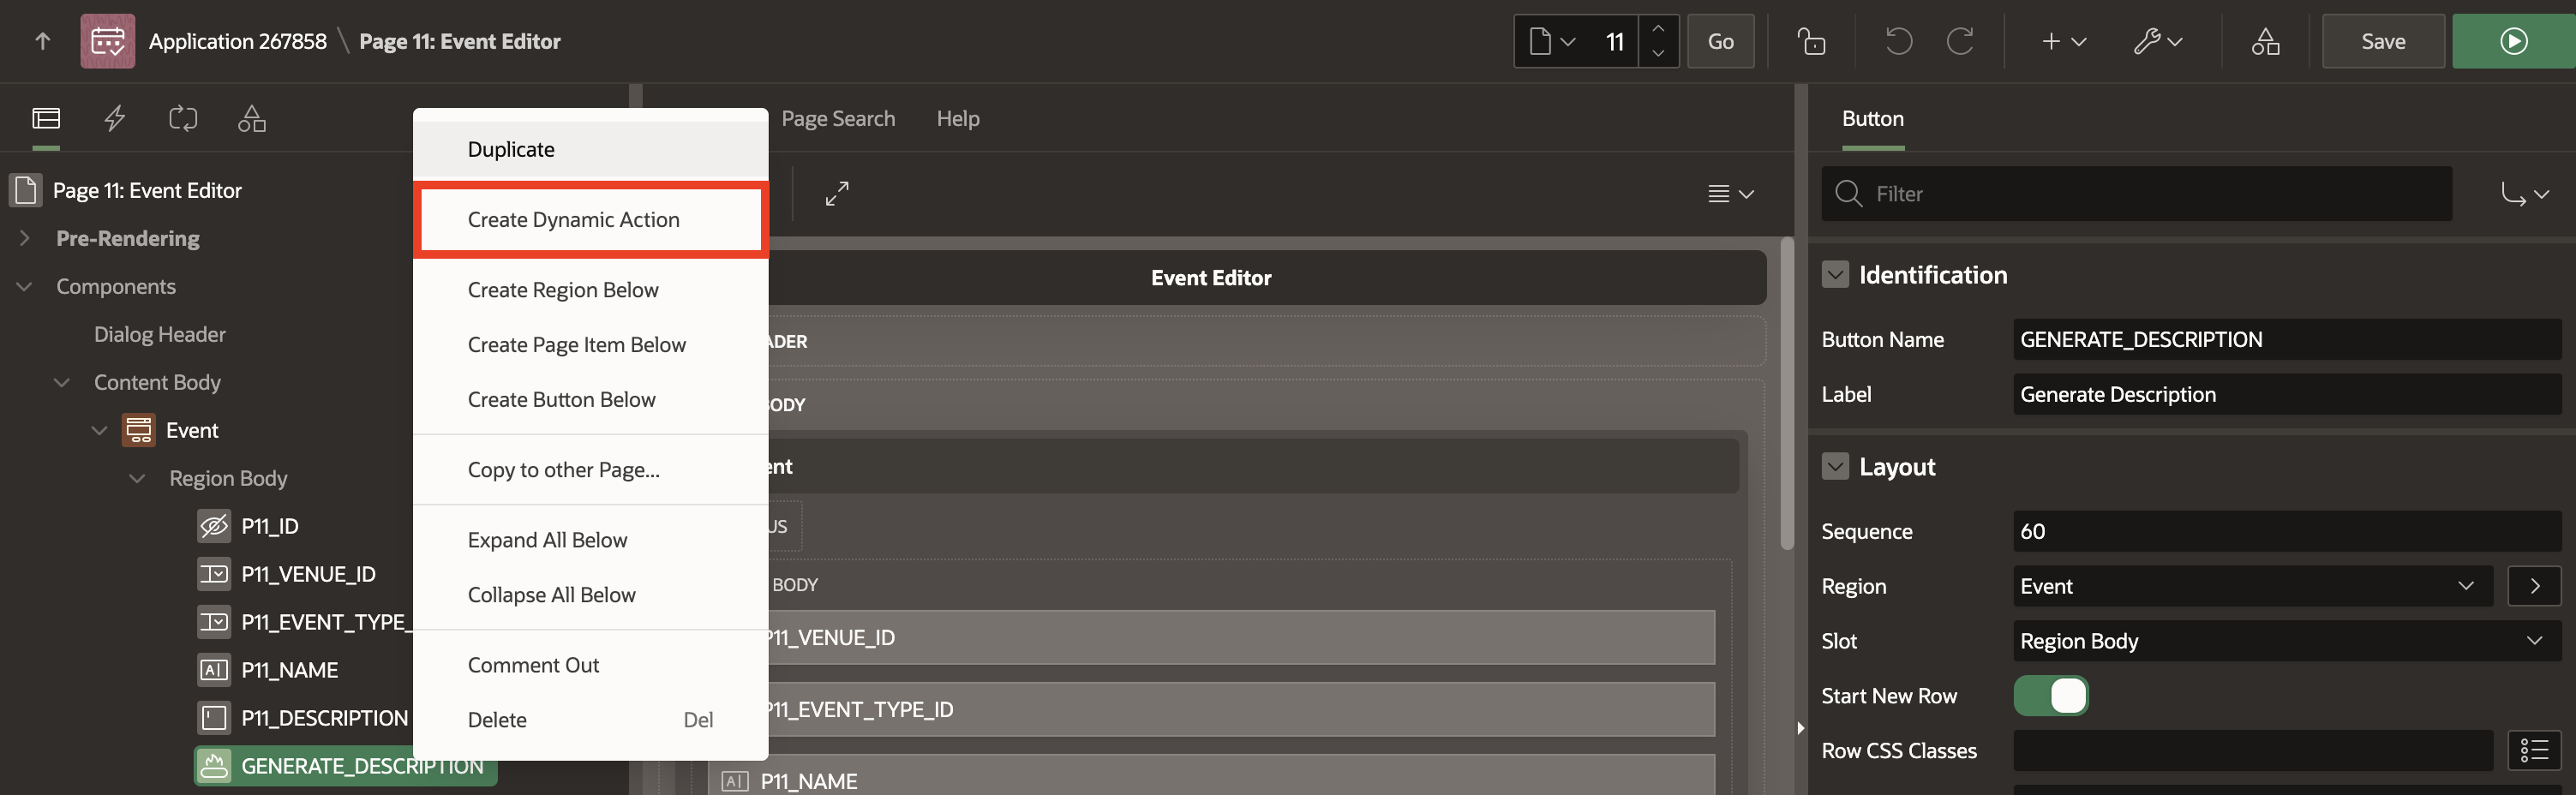 Application 267858 \ Page 11: Event Editor
11
Go
Save
Page Search
Help
Button
Page 11: Event Editor
Pre-Rendering
Components
Dialog Header
Content Body
Event
Region Body
P11_ID
P11_VENUE_ID
P11_EVENT_TYPE_
P11_NAME
P11_DESCRIPTION
GENERATE_DESCRIPTION
Duplicate
Create Dynamic Action
Create Region Below
Create Page Item Below
Create Button Below
Copy to other Page...
Expand All Below
Collapse All Below
Comment Out
Delete Del
Event Editor
ADER
BODY
ent
US
BODY
P11_VENUE_ID
P11_EVENT_TYPE_ID
P11_NAME
Filter
Identification
Button Name GENERATE_DESCRIPTION
Label Generate Description
Layout
Sequence 60
Region Event
Slot Region Body
Start New Row
Row CSS Classes